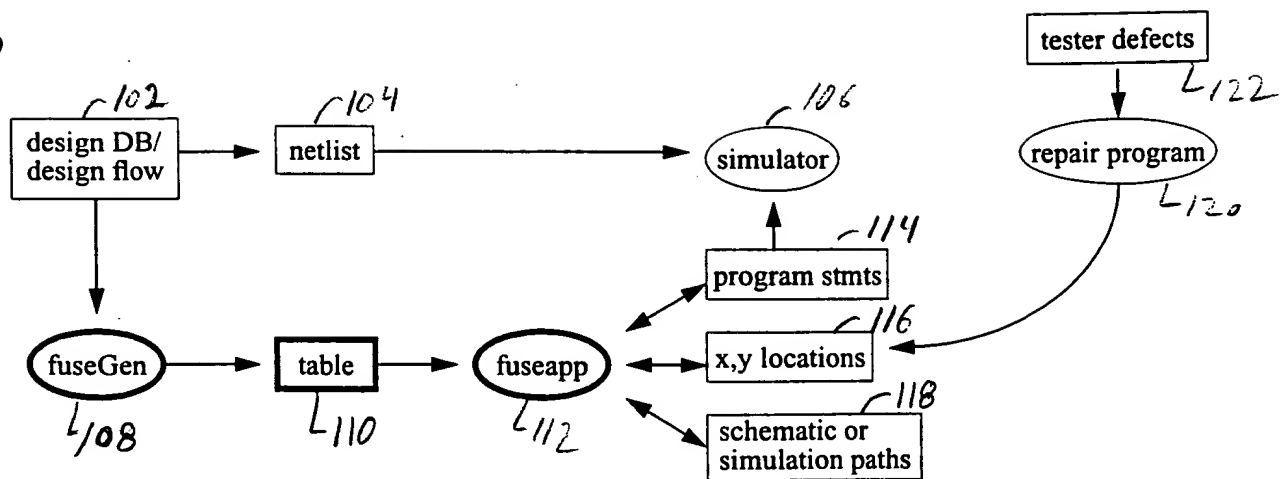 tester defects
122
102
104
106
design DB/
design flow
netlist
simulator
repair program
120
114
program stmts
116
fuseGen
table
fuseapp
x,y locations
108
110
112
118
schematic or
simulation paths